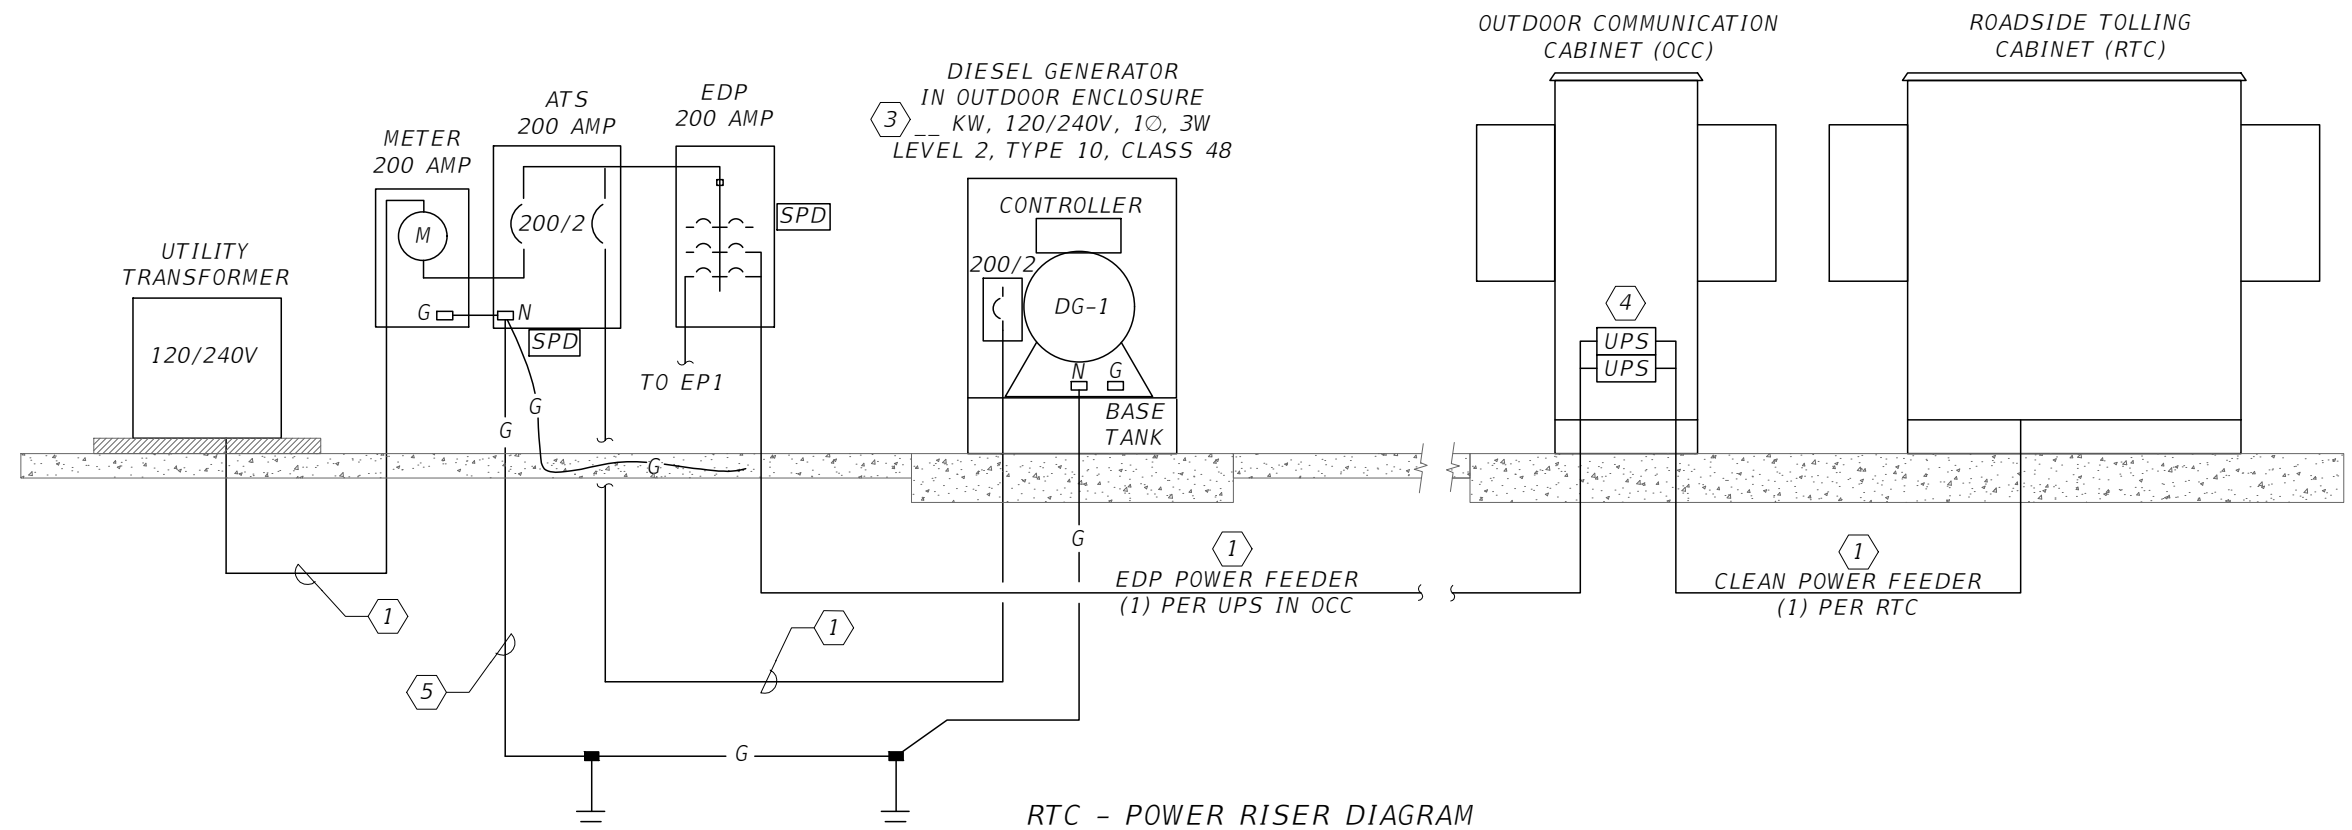 OUTDOOR COMMUNICATION
CABINET (OCC)
ROADSIDE TOLLING
CABINET (RTC)
DIESEL GENERATOR
IN OUTDOOR ENCLOSURE
3 __ KW, 120/240V, 1∅, 3W
LEVEL 2, TYPE 10, CLASS 48
EDP
200 AMP
ATS
200 AMP
METER
200 AMP
UTILITY
TRANSFORMER
120/240V
M
200/2
SPD
G
N
SPD
TO EP1
CONTROLLER
200/2
DG-1
N
G
BASE
TANK
4
UPS
UPS
G
G
G
G
1
EDP POWER FEEDER
(1) PER UPS IN OCC
1
CLEAN POWER FEEDER
(1) PER RTC
1
1
5
G
RTC - POWER RISER DIAGRAM